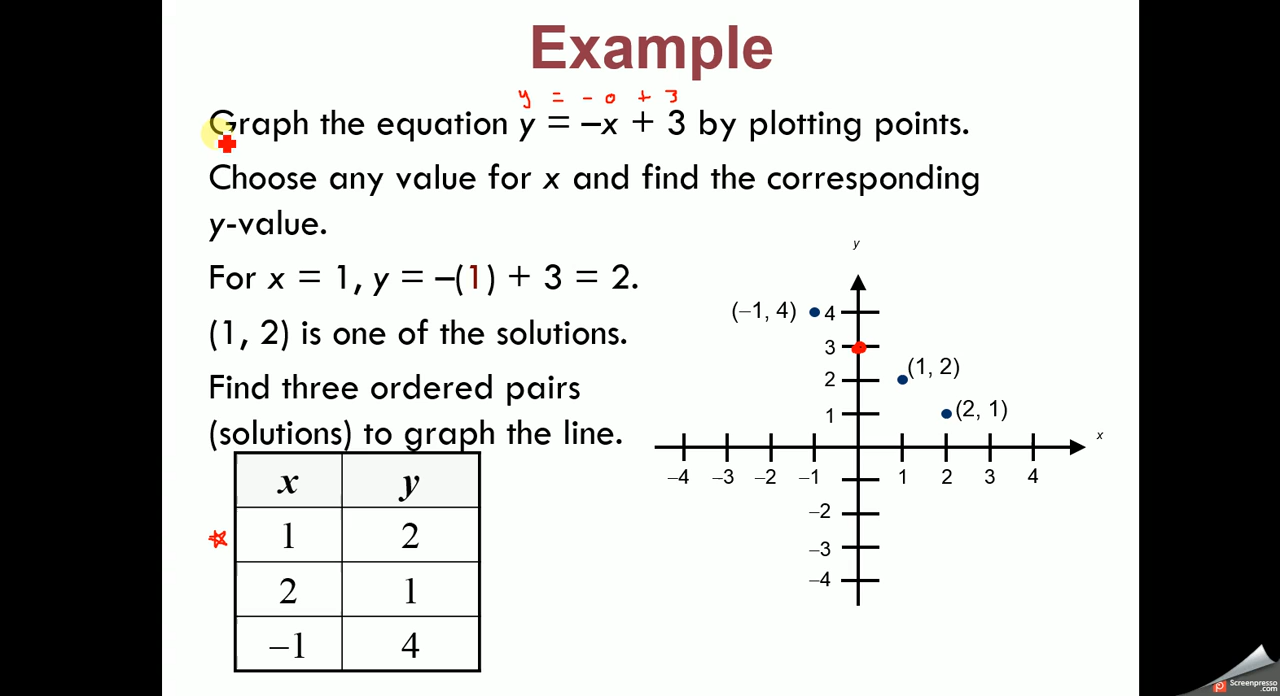 Example
y = - 0 + 3
Graph the equation y = –x + 3 by plotting points.
Choose any value for x and find the corresponding
y-value.
For x = 1, y = –(1) + 3 = 2.
(1, 2) is one of the solutions.
Find three ordered pairs
(solutions) to graph the line.
x y
1 2
2 1
–1 4
y
(–1, 4) 4
3
2 (1, 2)
1 (2, 1)
x
–4 –3 –2 –1 1 2 3 4
–2
–3
–4
Screenpresso
.com